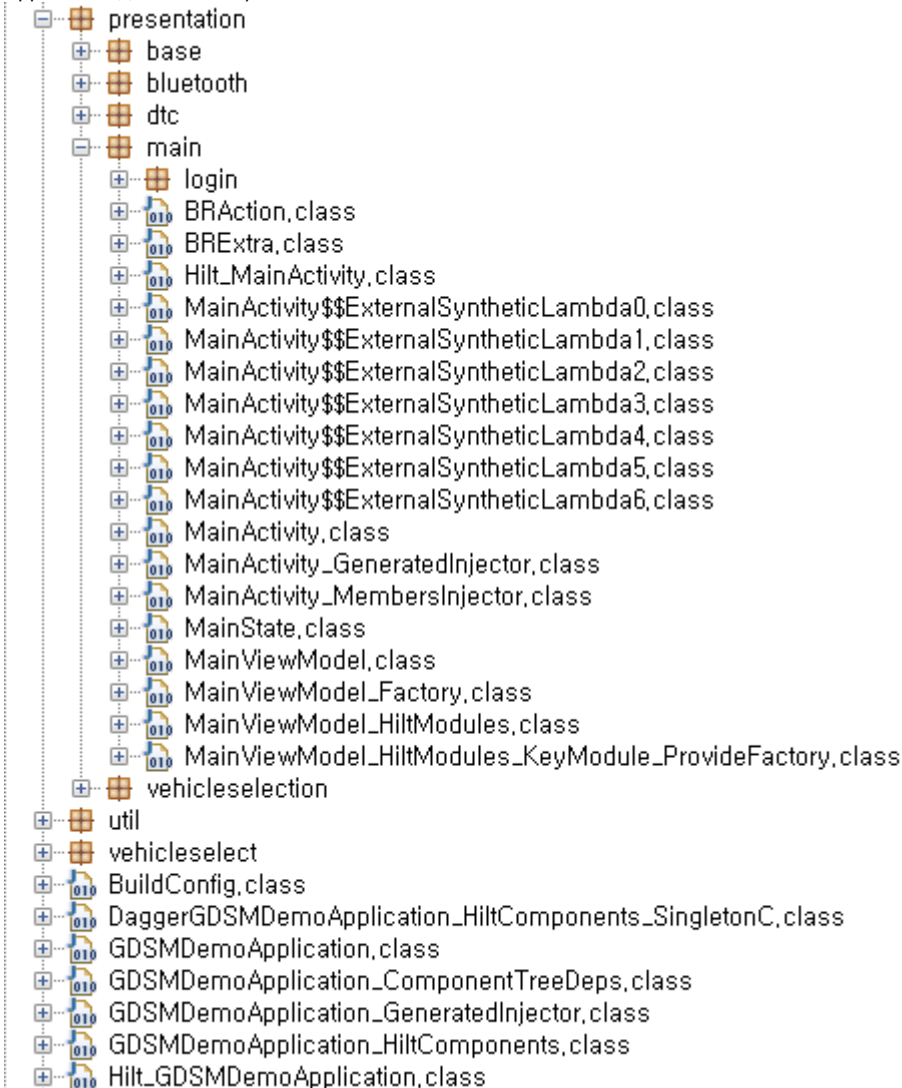 presentation
base
bluetooth
dtc
main
login
BRAction.class
BRExtra.class
Hilt_MainActivity.class
MainActivity$$ExternalSyntheticLambda0.class
MainActivity$$ExternalSyntheticLambda1.class
MainActivity$$ExternalSyntheticLambda2.class
MainActivity$$ExternalSyntheticLambda3.class
MainActivity$$ExternalSyntheticLambda4.class
MainActivity$$ExternalSyntheticLambda5.class
MainActivity$$ExternalSyntheticLambda6.class
MainActivity.class
MainActivity_GeneratedInjector.class
MainActivity_MembersInjector.class
MainState.class
MainViewModel.class
MainViewModel_Factory.class
MainViewModel_HiltModules.class
MainViewModel_HiltModules_KeyModule_ProvideFactory.class
vehicleselection
util
vehicleselect
BuildConfig.class
DaggerGDSMDemoApplication_HiltComponents_SingletonC.class
GDSMDemoApplication.class
GDSMDemoApplication_ComponentTreeDeps.class
GDSMDemoApplication_GeneratedInjector.class
GDSMDemoApplication_HiltComponents.class
Hilt_GDSMDemoApplication.class